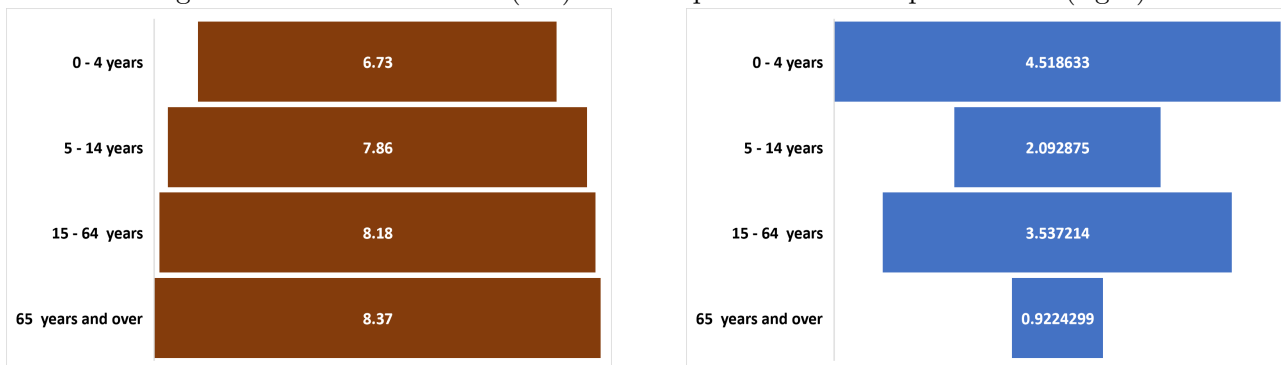 0 - 4 years 6.73
5 - 14 years 7.86
15 - 64 years 8.18
65 years and over 8.37
0 - 4 years 4.518633
5 - 14 years 2.092875
15 - 64 years 3.537214
65 years and over 0.9224299